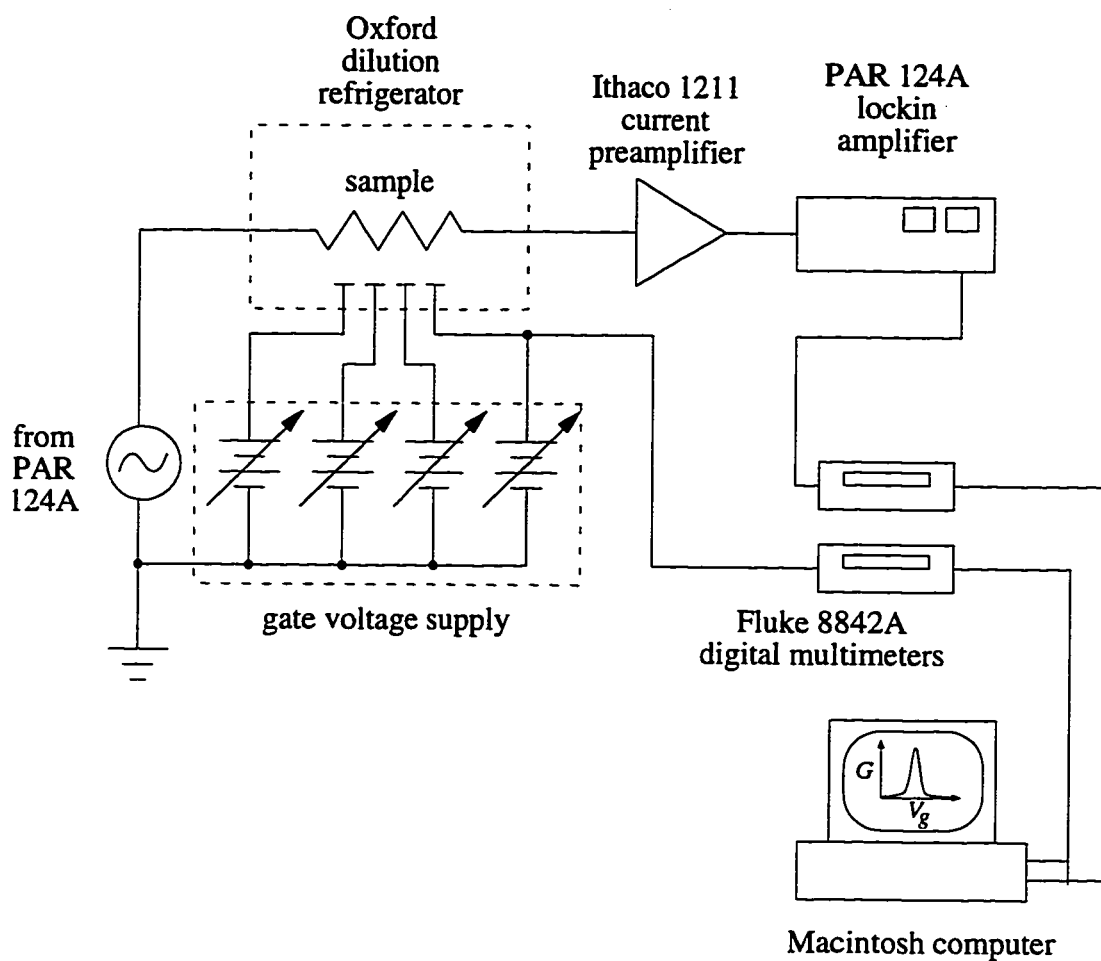 Oxford
dilution
refrigerator
Ithaco 1211
current
preamplifier
PAR 124A
lockin
amplifier
sample
from
PAR
124A
gate voltage supply
Fluke 8842A
digital multimeters
G
Vg
Macintosh computer